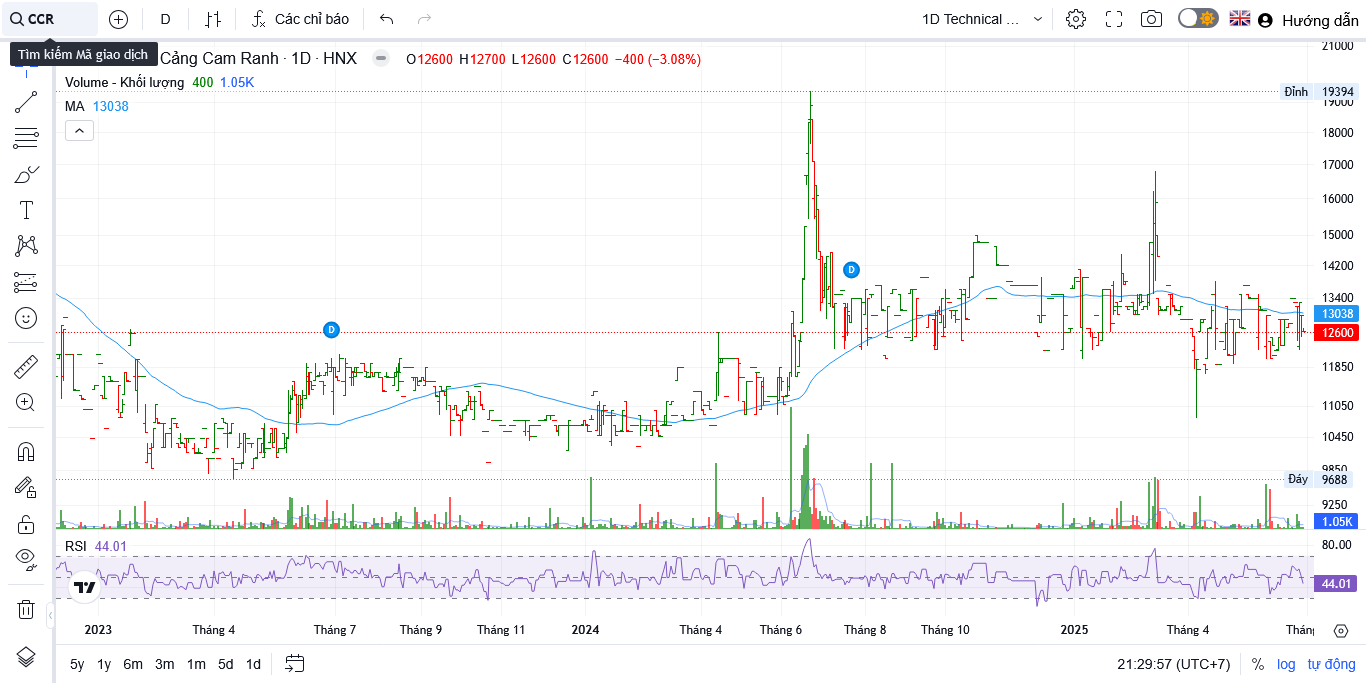 CCR D Các chỉ báo 1D Technical ... Hướng dẫn
Tìm kiếm Mã giao dịch
Cảng Cam Ranh · 1D · HNX O12600 H12700 L12600 C12600 −400 (−3.08%)
Volume - Khối lượng 400 1.05K
MA 13038
21000
Đỉnh 19394
19000
18000
17000
16000
15000
14200
13400
13038
12600
11850
11050
10450
9850
Đáy 9688
9250
1.05K
D
D
RSI 44.01
80.00
44.01
2023 Tháng 4 Tháng 7 Tháng 9 Tháng 11 2024 Tháng 4 Tháng 6 Tháng 8 Tháng 10 2025 Tháng 4 Thán
5y 1y 6m 3m 1m 5d 1d 21:29:57 (UTC+7) % log tự động